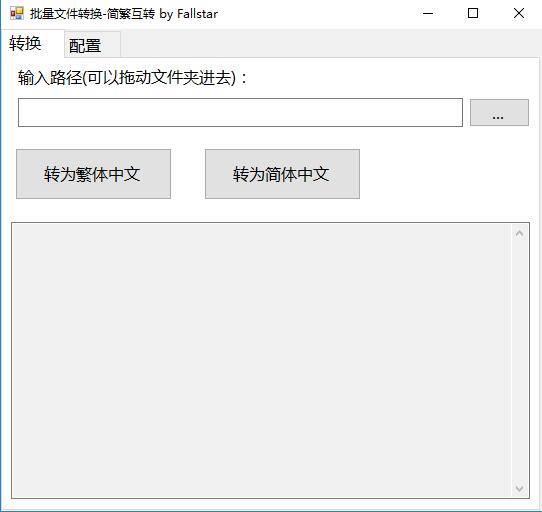 批量文件转换-简繁互转 by Fallstar
转换 配置
输入路径(可以拖动文件夹进去)：
...
转为繁体中文 转为简体中文